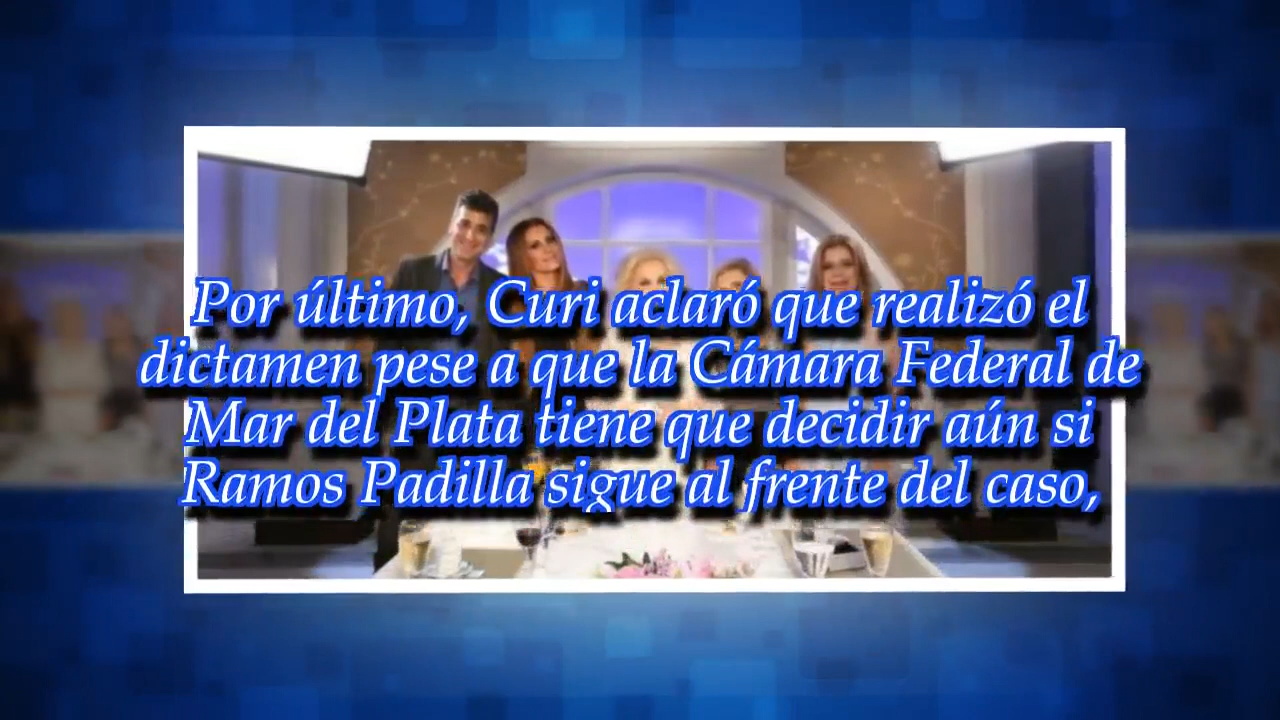 Por último, Curi aclaró que realizó el
dictamen pese a que la Cámara Federal de
Mar del Plata tiene que decidir aún si
Ramos Padilla sigue al frente del caso,